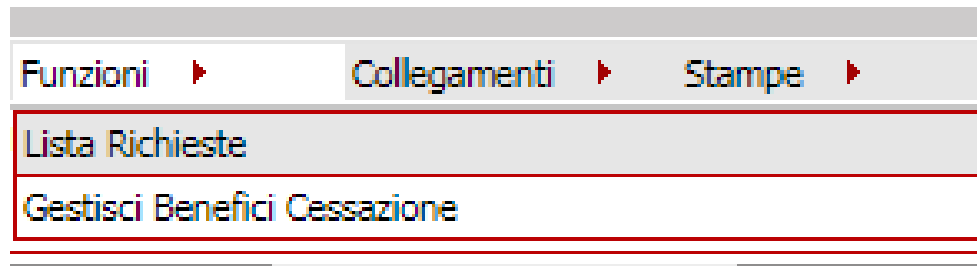 Funzioni Collegamenti Stampe
Lista Richieste
Gestisci Benefici Cessazione